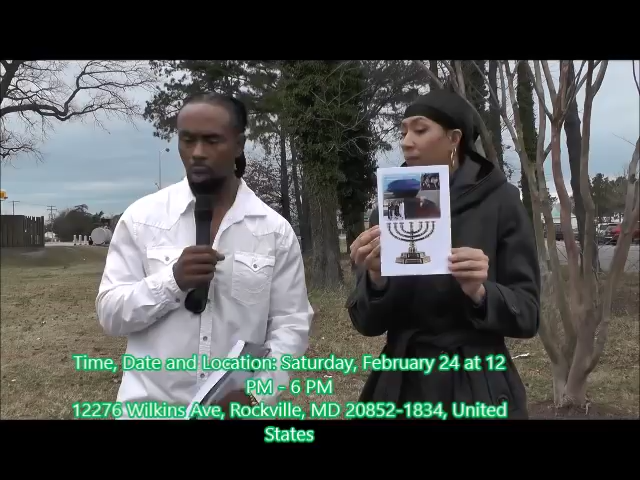 Time, Date and Location: Saturday, February 24 at 12
PM - 6 PM
12276 Wilkins Ave, Rockville, MD 20852-1834, United
States